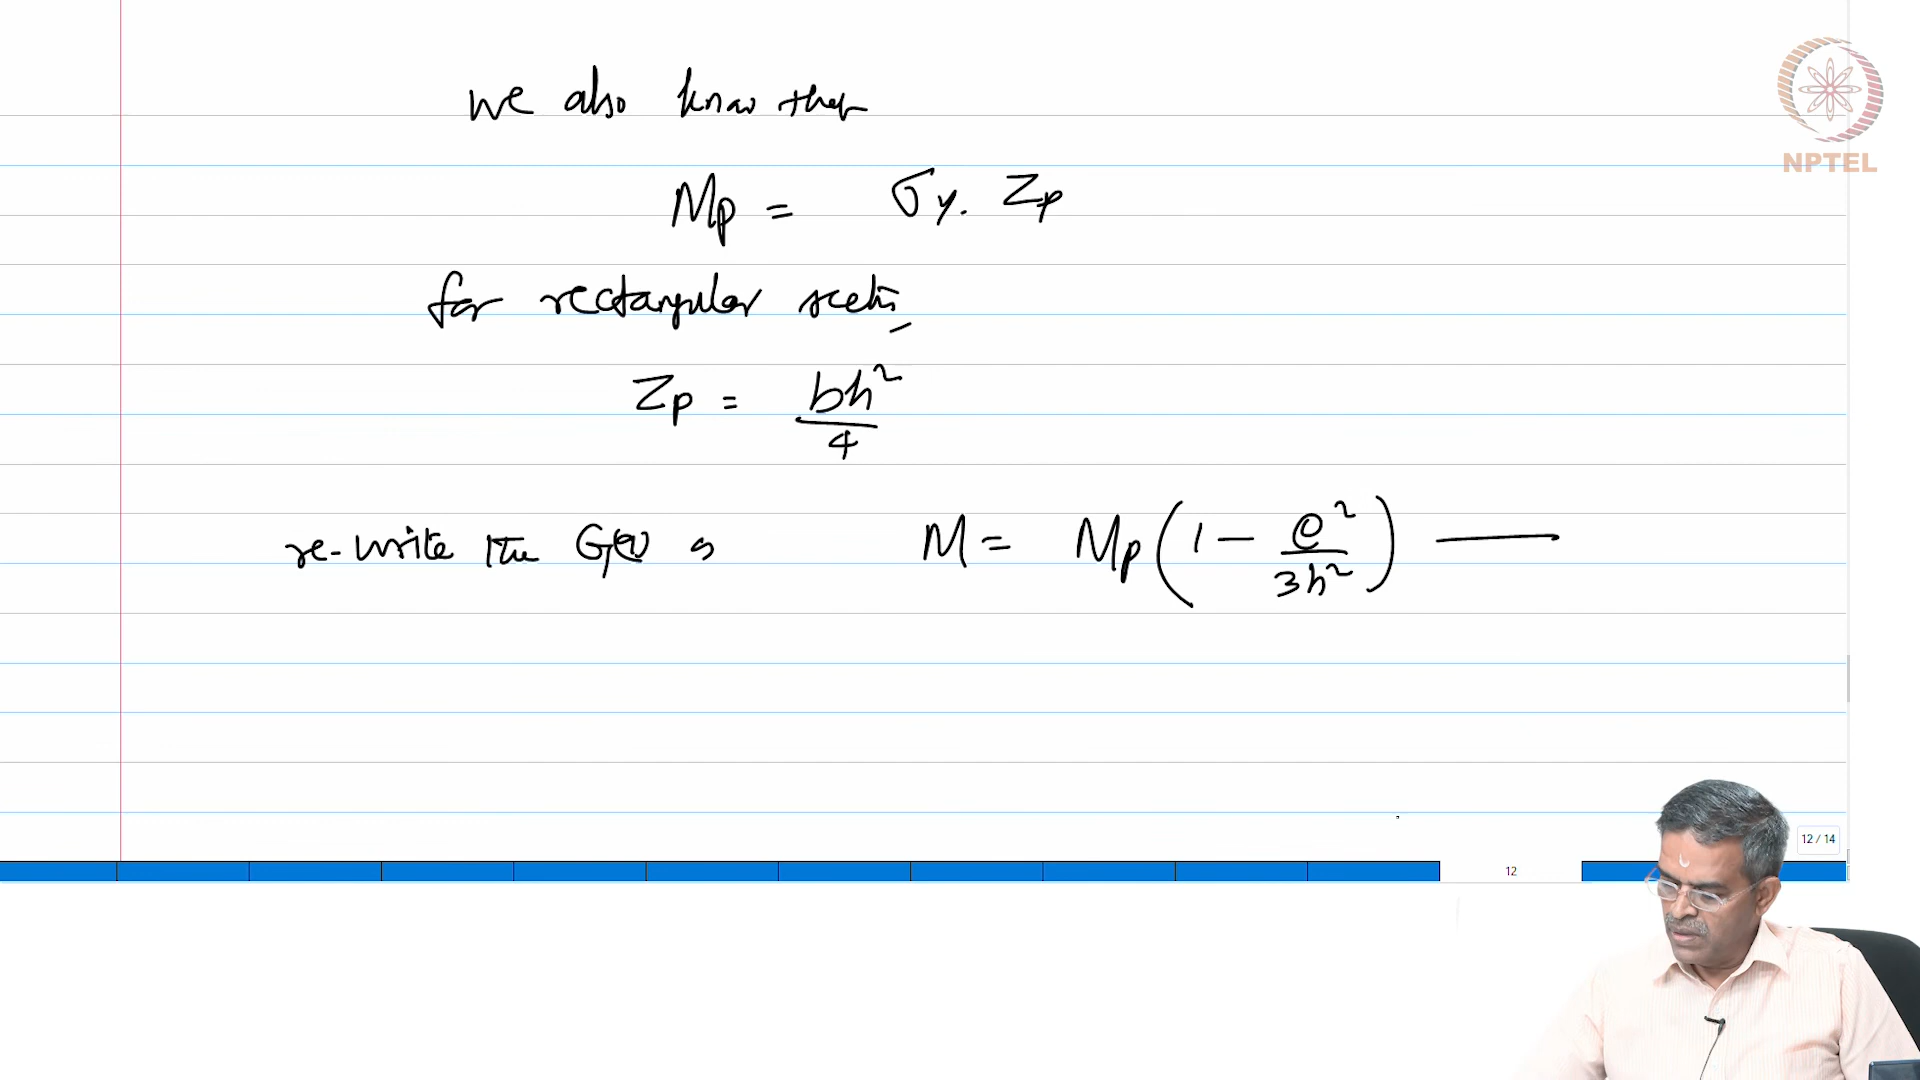 NPTEL
we also know that
Mp = σy. Zp
for rectangular section
Zp = bh²/4
re-write the Eq(1) as M = Mp(1 - e²/3h²) —
12 / 14
12